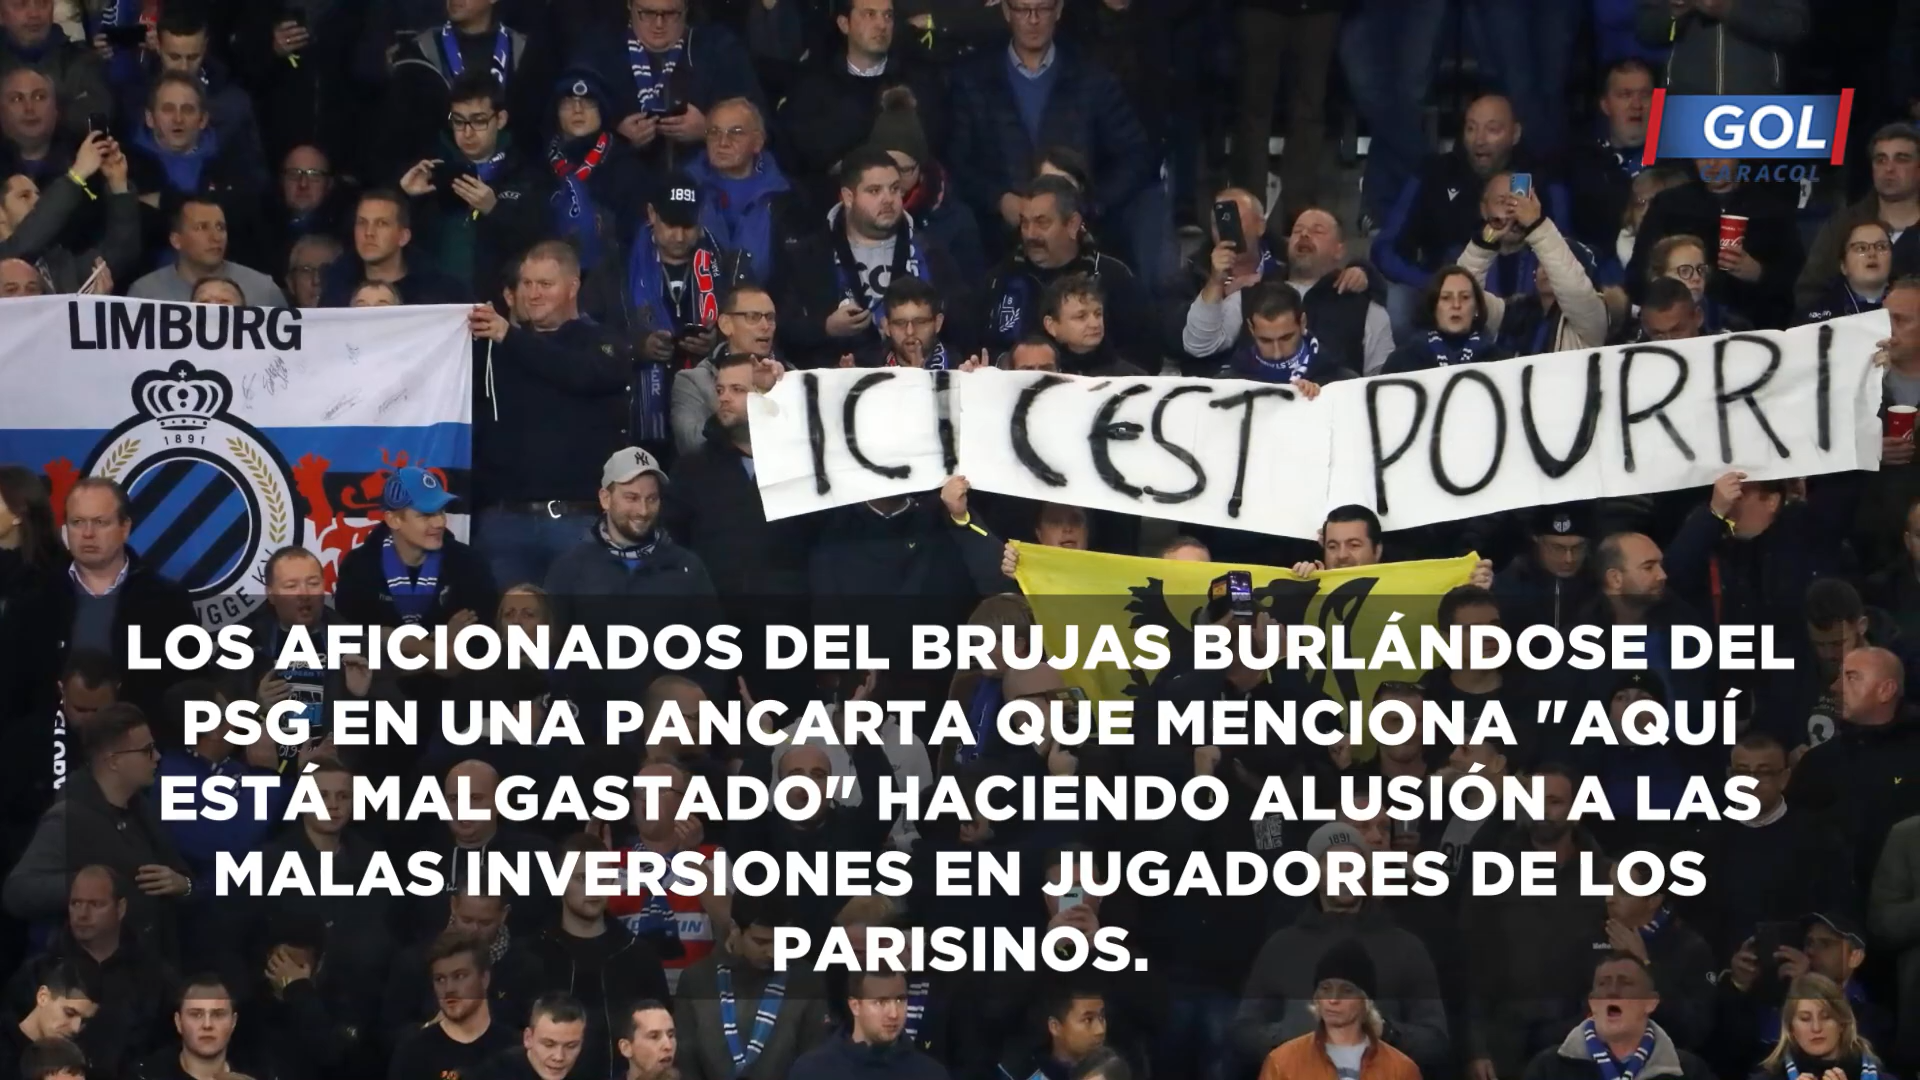 GOL
CARACOL
1891
LIMBURG
1891
ICI C'EST POURRI
LOS AFICIONADOS DEL BRUJAS BURLÁNDOSE DEL
PSG EN UNA PANCARTA QUE MENCIONA "AQUÍ
ESTÁ MALGASTADO" HACIENDO ALUSIÓN A LAS
MALAS INVERSIONES EN JUGADORES DE LOS
PARISINOS.